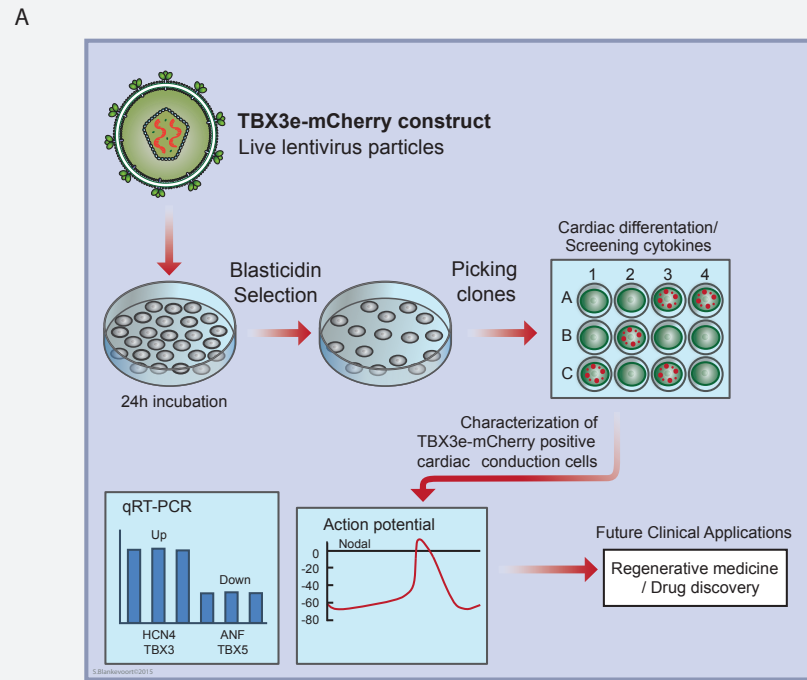 A
TBX3e-mCherry construct
Live lentivirus particles
Blasticidin
Selection
Picking
clones
Cardiac differentation/
Screening cytokines
1 2 3 4
A
B
C
24h incubation
Characterization of
TBX3e-mCherry positive
cardiac conduction cells
qRT-PCR
Up
Down
HCN4 ANF
TBX3 TBX5
Action potential
Nodal
0
-20
-40
-60
-80
Future Clinical Applications
Regenerative medicine
/ Drug discovery
S.Blankevoort©2015